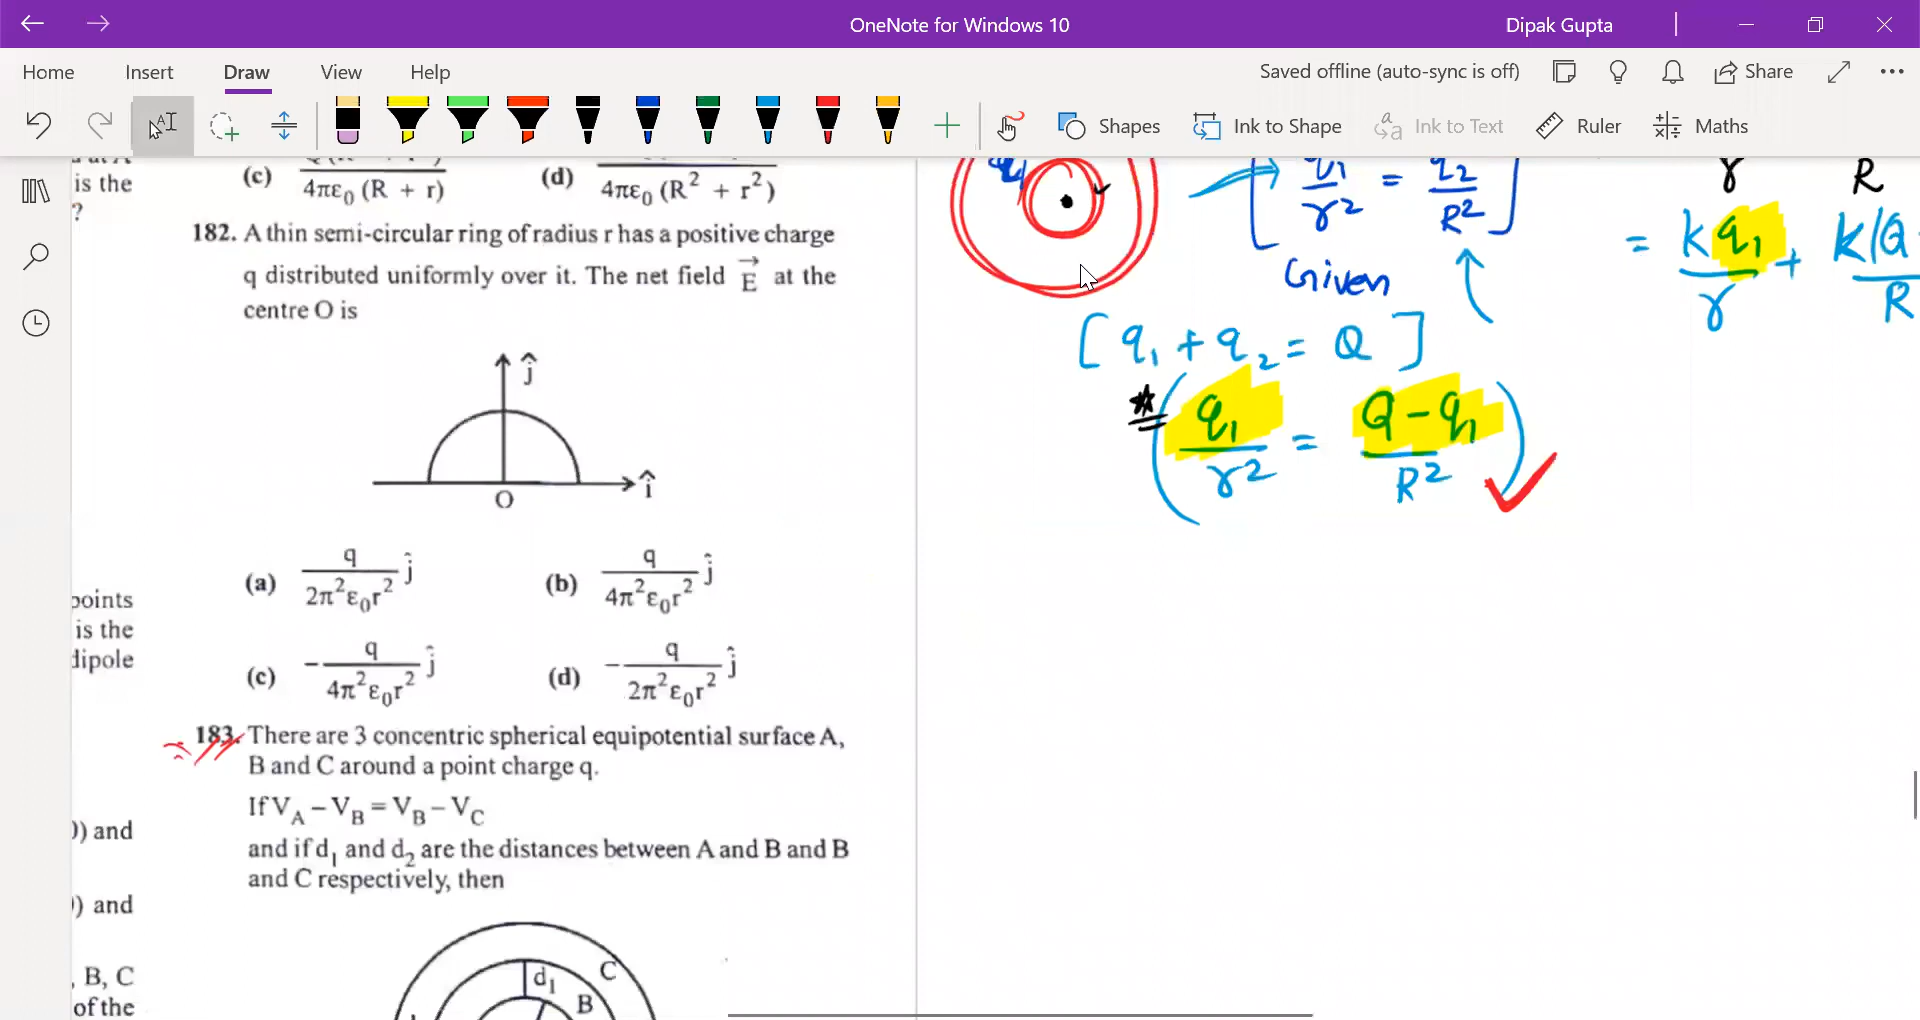 OneNote for Windows 10
Dipak Gupta
Home Insert Draw View Help
Saved offline (auto-sync is off)
Share
Shapes
Ink to Shape
Ink to Text
Ruler
Maths
is the
?
points
is the
dipole
)) and
)) and
, B, C
of the
(c) 4πε₀ (R + r)
(d) 4πε₀ (R² + r²)
182. A thin semi-circular ring of radius r has a positive charge
q distributed uniformly over it. The net field E⃗ at the
centre O is
ĵ
î
O
(a) q / 2π²ε₀r² ĵ
(b) q / 4π²ε₀r² ĵ
(c) − q / 4π²ε₀r² ĵ
(d) − q / 2π²ε₀r² ĵ
183. There are 3 concentric spherical equipotential surface A,
B and C around a point charge q.
If V_A − V_B = V_B − V_C
and if d₁ and d₂ are the distances between A and B and B
and C respectively, then
C
d₁
B
q₁
[ q₁ / r² = q₂ / R² ]
Given
[ q₁ + q₂ = Q ]
( q₁ / r² = Q − q₁ / R² )
r R
= k q₁ / r + k(Q / R